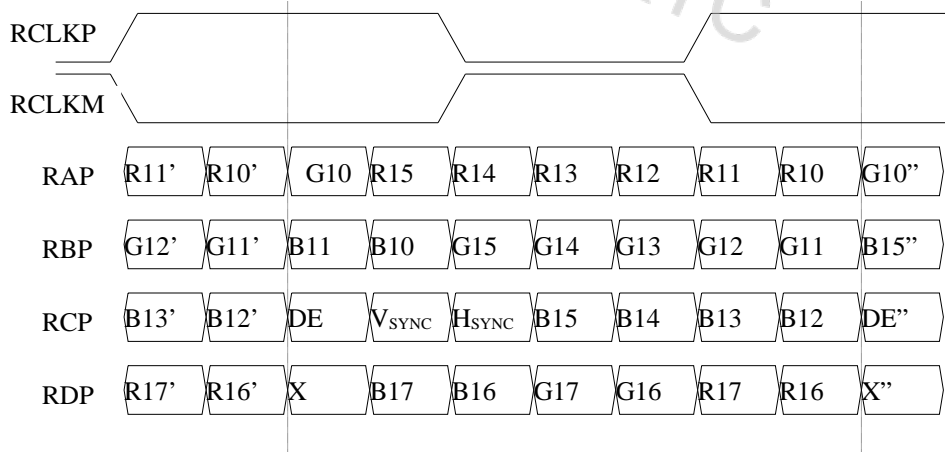 RCLKP
RCLKM
RAP R11’ R10’ G10 R15 R14 R13 R12 R11 R10 G10”
RBP G12’ G11’ B11 B10 G15 G14 G13 G12 G11 B15”
RCP B13’ B12’ DE VSYNC HSYNC B15 B14 B13 B12 DE”
RDP R17’ R16’ X B17 B16 G17 G16 R17 R16 X”